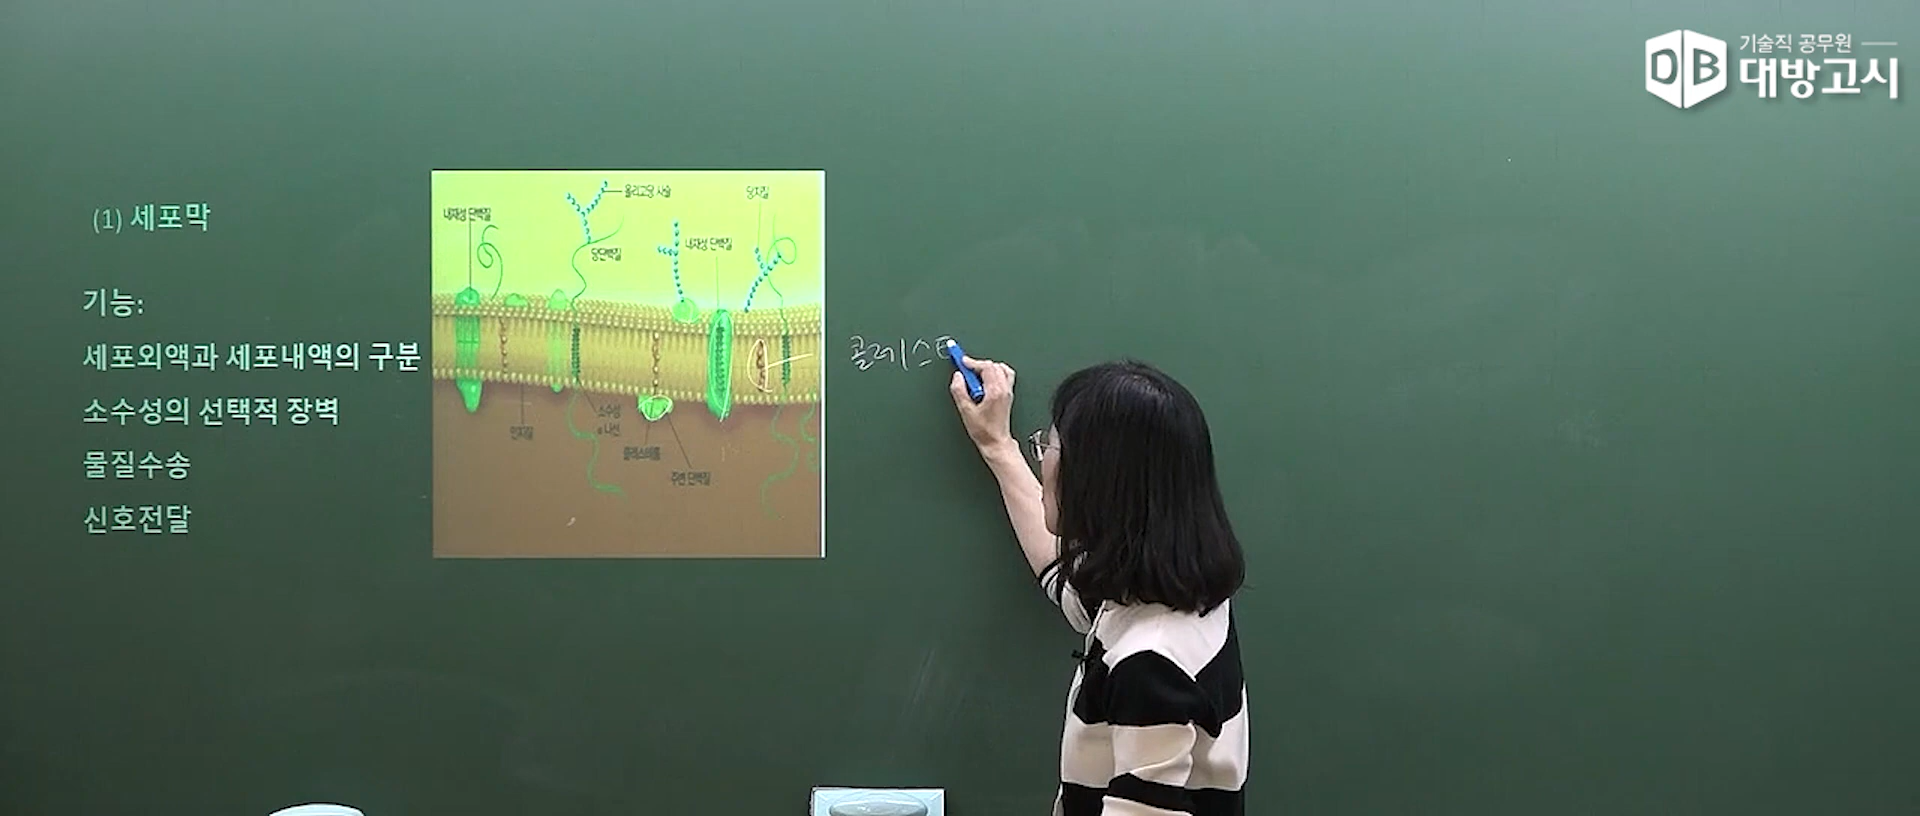 기술직 공무원
대방고시
(1) 세포막
기능:
세포외액과 세포내액의 구분
소수성의 선택적 장벽
물질수송
신호전달
올리고당 사슬
당지질
내재성 단백질
내재성 단백질
당단백질
소수성
α 나선
인지질
콜레스테롤
주변 단백질
콜레스테